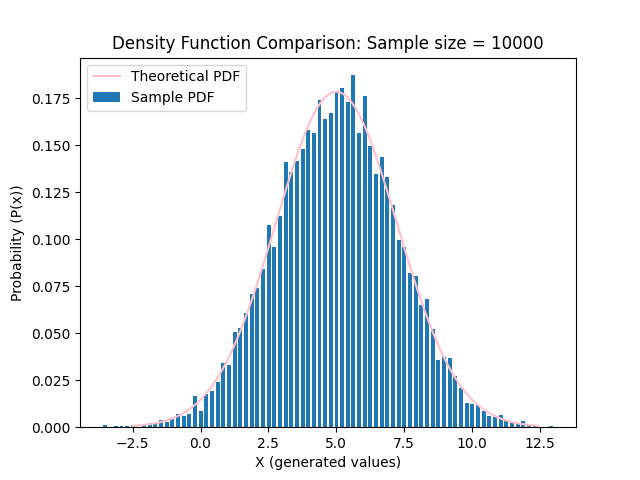 Density Function Comparison: Sample size = 10000
Theoretical PDF
Sample PDF
Probability (P(x))
0.175
0.150
0.125
0.100
0.075
0.050
0.025
0.000
−2.5 0.0 2.5 5.0 7.5 10.0 12.5
X (generated values)